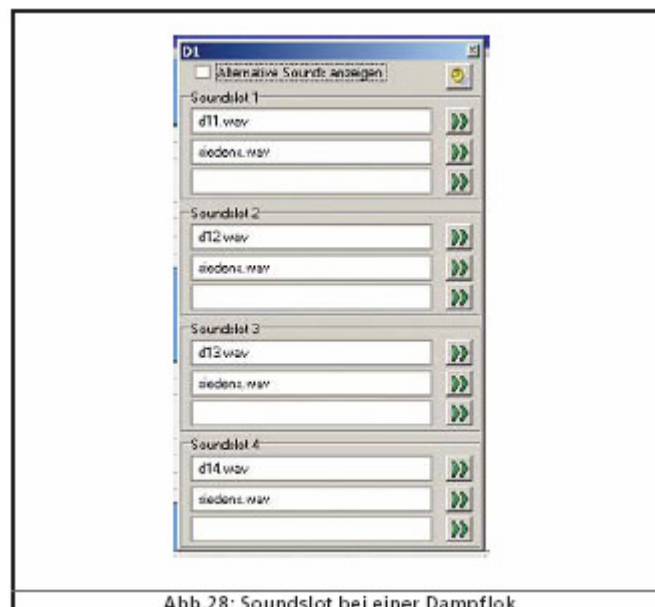 D1
Alternative Sounds anzeigen
Soundslot 1
d11.wav
siedens.wav
Soundslot 2
d12.wav
siedens.wav
Soundslot 3
d13.wav
siedens.wav
Soundslot 4
d14.wav
siedens.wav
Abb.28: Soundslot bei einer Dampflok